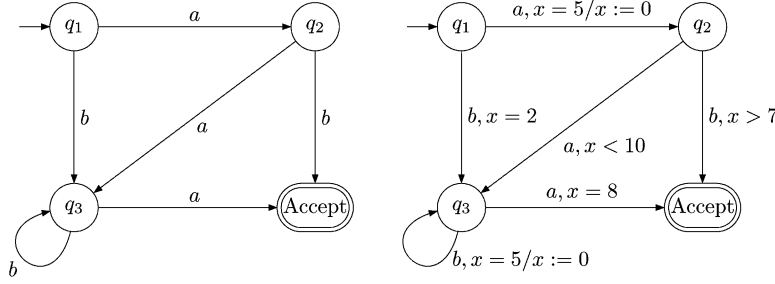 q1 a q2 q1 a, x = 5/x := 0 q2
b a b b, x = 2 a, x < 10 b, x > 7
q3 a Accept q3 a, x = 8 Accept
b b, x = 5/x := 0